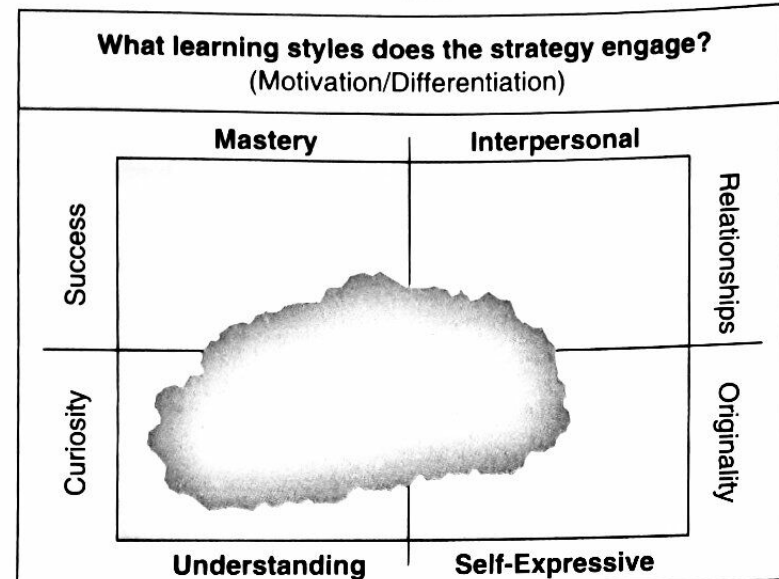 What learning styles does the strategy engage?
(Motivation/Differentiation)
Mastery
Interpersonal
Success
Relationships
Curiosity
Originality
Understanding
Self-Expressive